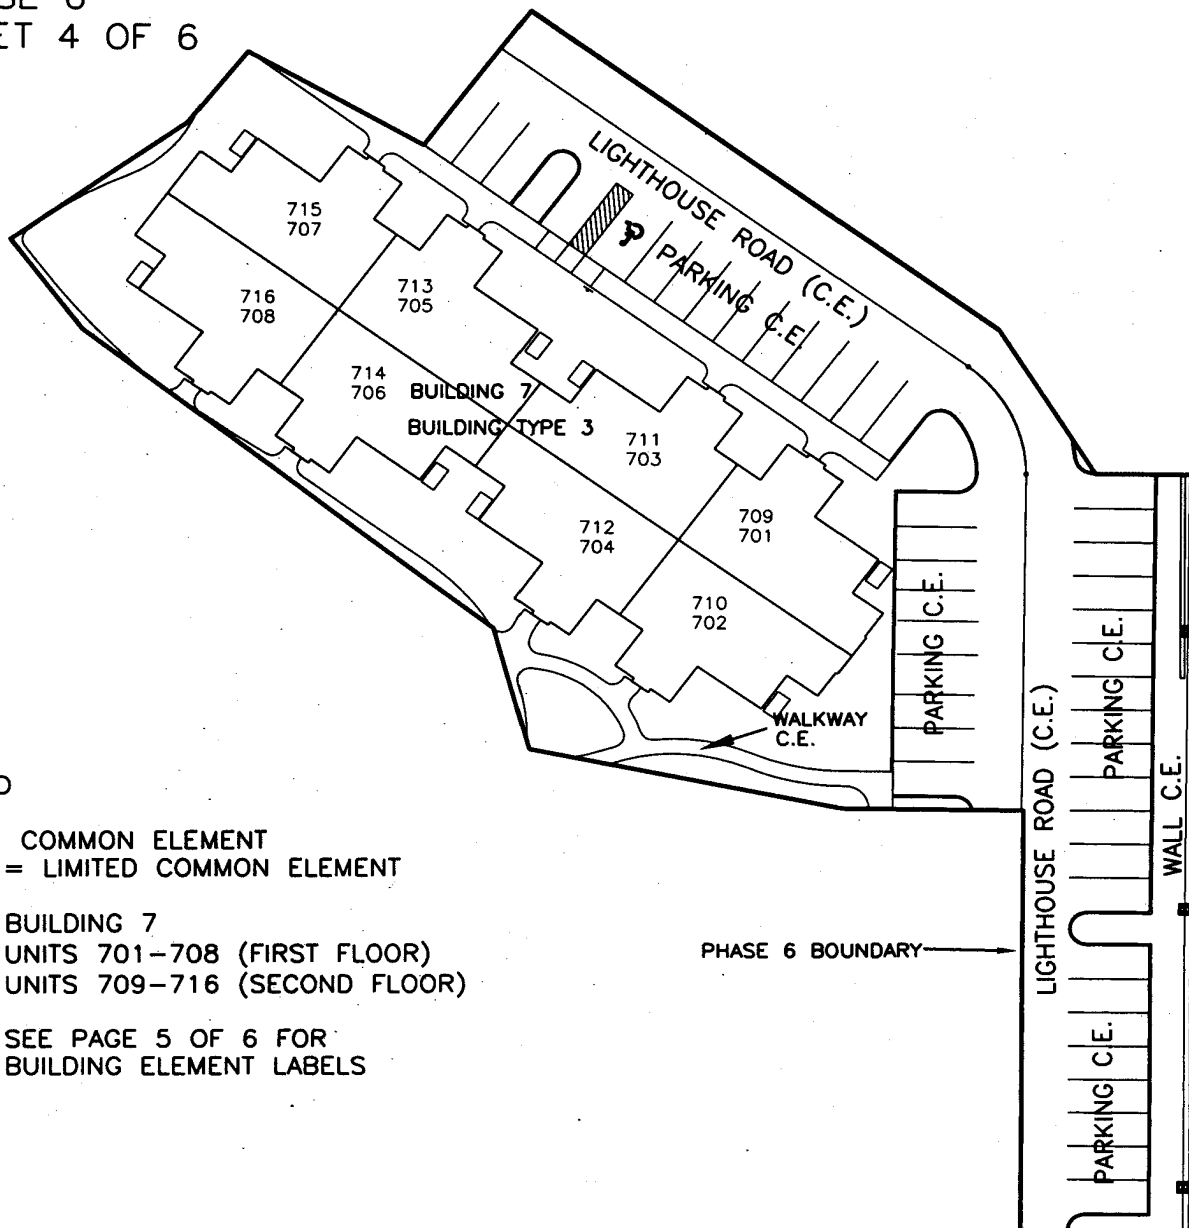 6
4 OF 6
LIGHTHOUSE ROAD (C.E.)
PARKING C.E.
715
707
713
705
716
708
714
706
BUILDING 7
BUILDING TYPE 3
711
703
712
704
709
701
710
702
WALKWAY
C.E.
PARKING C.E.
PARKING C.E.
LIGHTHOUSE ROAD (C.E.)
WALL C.E.
COMMON ELEMENT
= LIMITED COMMON ELEMENT
BUILDING 7
UNITS 701-708 (FIRST FLOOR)
UNITS 709-716 (SECOND FLOOR)
PHASE 6 BOUNDARY
SEE PAGE 5 OF 6 FOR
BUILDING ELEMENT LABELS
PARKING C.E.